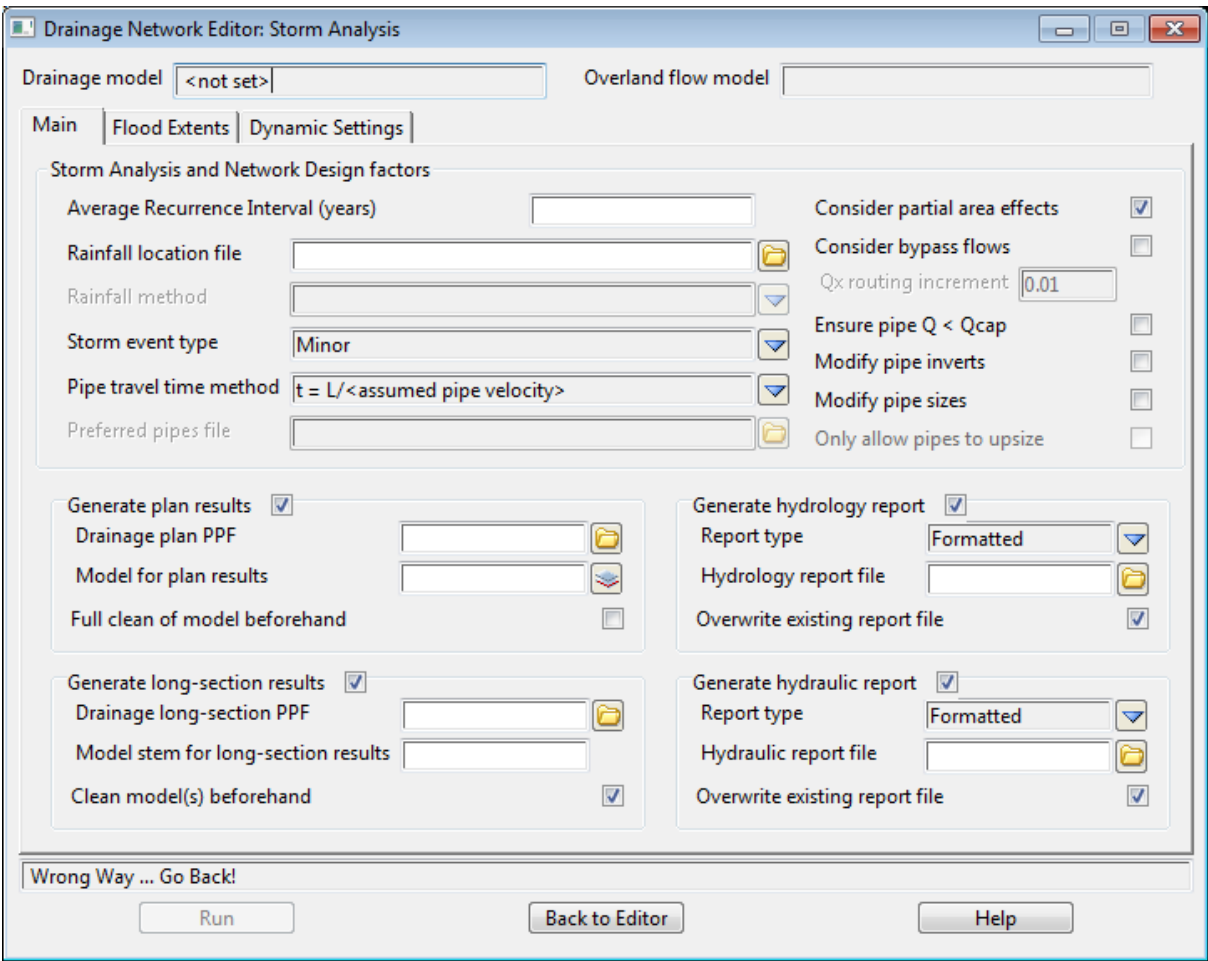 Drainage Network Editor: Storm Analysis
Drainage model <not set> Overland flow model
Main Flood Extents Dynamic Settings
Storm Analysis and Network Design factors
Average Recurrence Interval (years) Consider partial area effects
Rainfall location file Consider bypass flows
Rainfall method Qx routing increment 0.01
Storm event type Minor Ensure pipe Q < Qcap
Modify pipe inverts
Pipe travel time method t = L/<assumed pipe velocity> Modify pipe sizes
Preferred pipes file Only allow pipes to upsize
Generate plan results Generate hydrology report
Drainage plan PPF Report type Formatted
Model for plan results Hydrology report file
Full clean of model beforehand Overwrite existing report file
Generate long-section results Generate hydraulic report
Drainage long-section PPF Report type Formatted
Model stem for long-section results Hydraulic report file
Clean model(s) beforehand Overwrite existing report file
Wrong Way ... Go Back!
Run Back to Editor Help